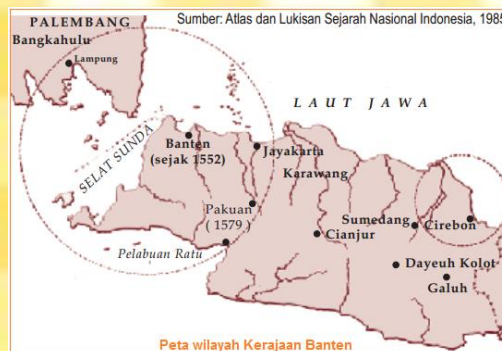 Sumber: Atlas dan Lukisan Sejarah Nasional Indonesia, 1985
PALEMBANG
Bangkahulu
Lampung
LAUT JAWA
SELAT SUNDA
Banten
(sejak 1552)
Jayakarta
Karawang
Pakuan
( 1579 )
Sumedang
Cirebon
Cianjur
Pelabuan Ratu
Dayeuh Kolot
Galuh
Peta wilayah Kerajaan Banten